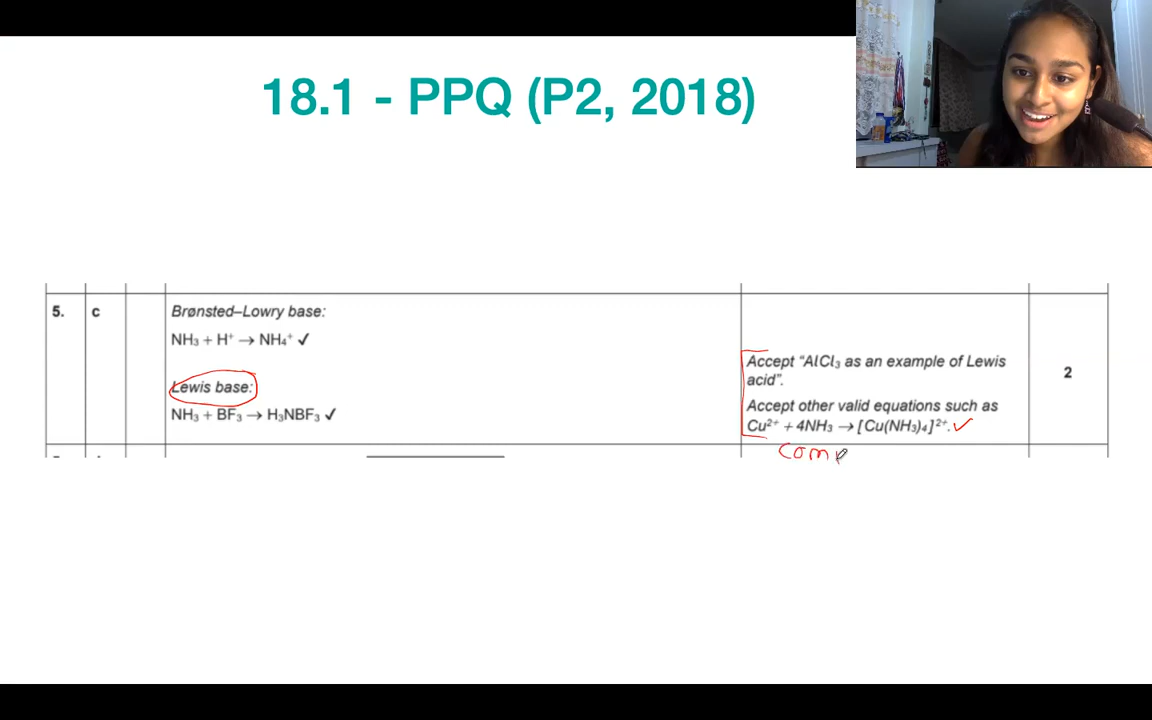 18.1 - PPQ (P2, 2018)
5. c Brønsted–Lowry base:
NH₃ + H⁺ → NH₄⁺ ✓
Lewis base:
NH₃ + BF₃ → H₃NBF₃ ✓
Accept "AlCl₃ as an example of Lewis
acid".
Accept other valid equations such as
Cu²⁺ + 4NH₃ → [Cu(NH₃)₄]²⁺. ✓
2
com